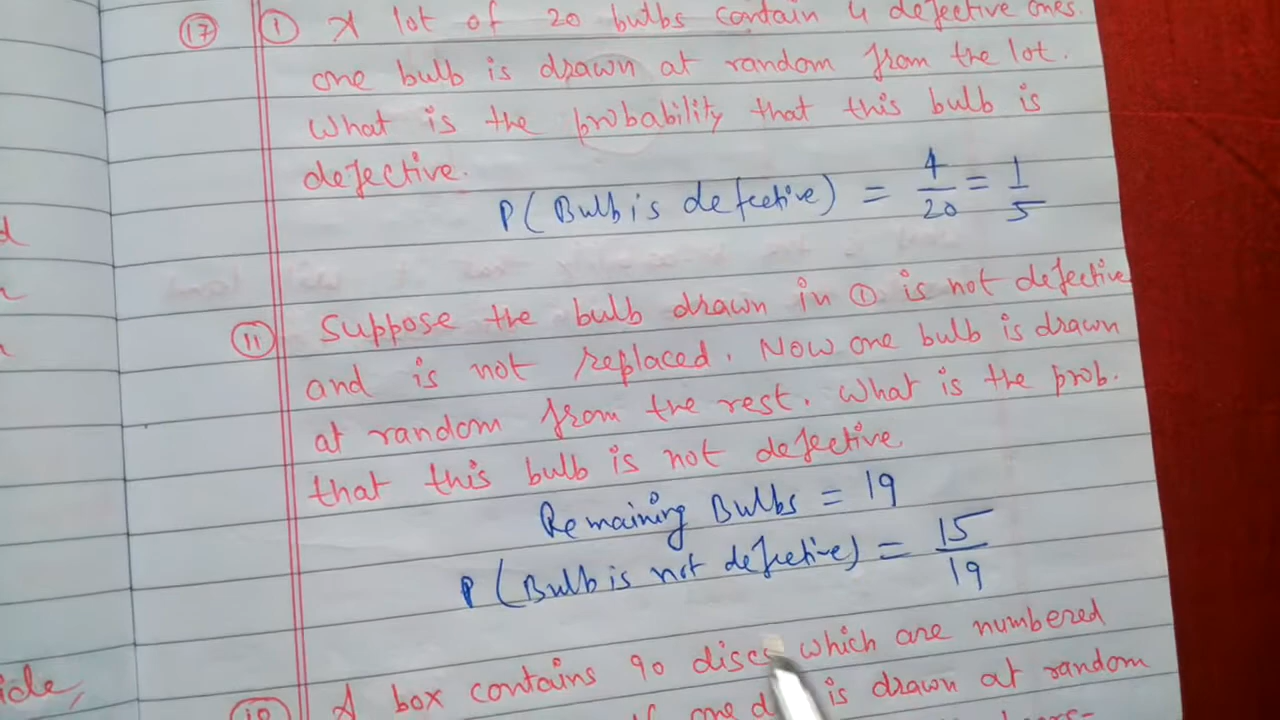 (17) (i) A lot of 20 bulbs contain 4 defective ones.
one bulb is drawn at random from the lot.
What is the probability that this bulb is
defective.
P(Bulb is defective) = 4/20 = 1/5
(ii) Suppose the bulb drawn in (i) is not defective
and is not replaced. Now one bulb is drawn
at random from the rest. What is the prob.
that this bulb is not defective
Remaining Bulbs = 19
P(Bulb is not defective) = 15/19
(18) A box contains 90 discs which are numbered
one is drawn at random